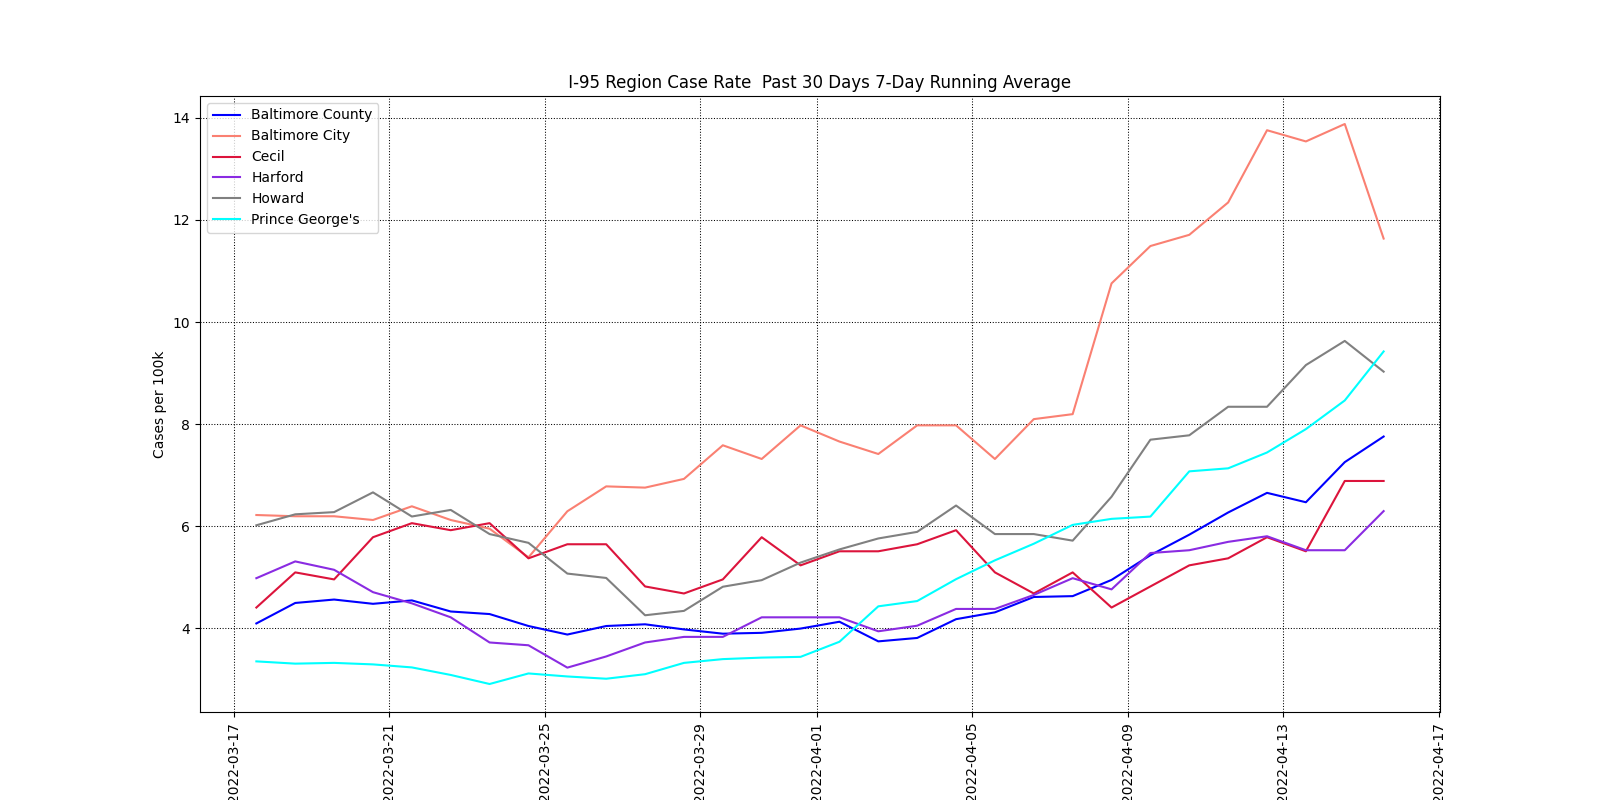 I-95 Region Case Rate  Past 30 Days 7-Day Running Average
Baltimore County
Baltimore City
Cecil
Harford
Howard
Prince George's
Cases per 100k
14
12
10
8
6
4
2022-03-17
2022-03-21
2022-03-25
2022-03-29
2022-04-01
2022-04-05
2022-04-09
2022-04-13
2022-04-17